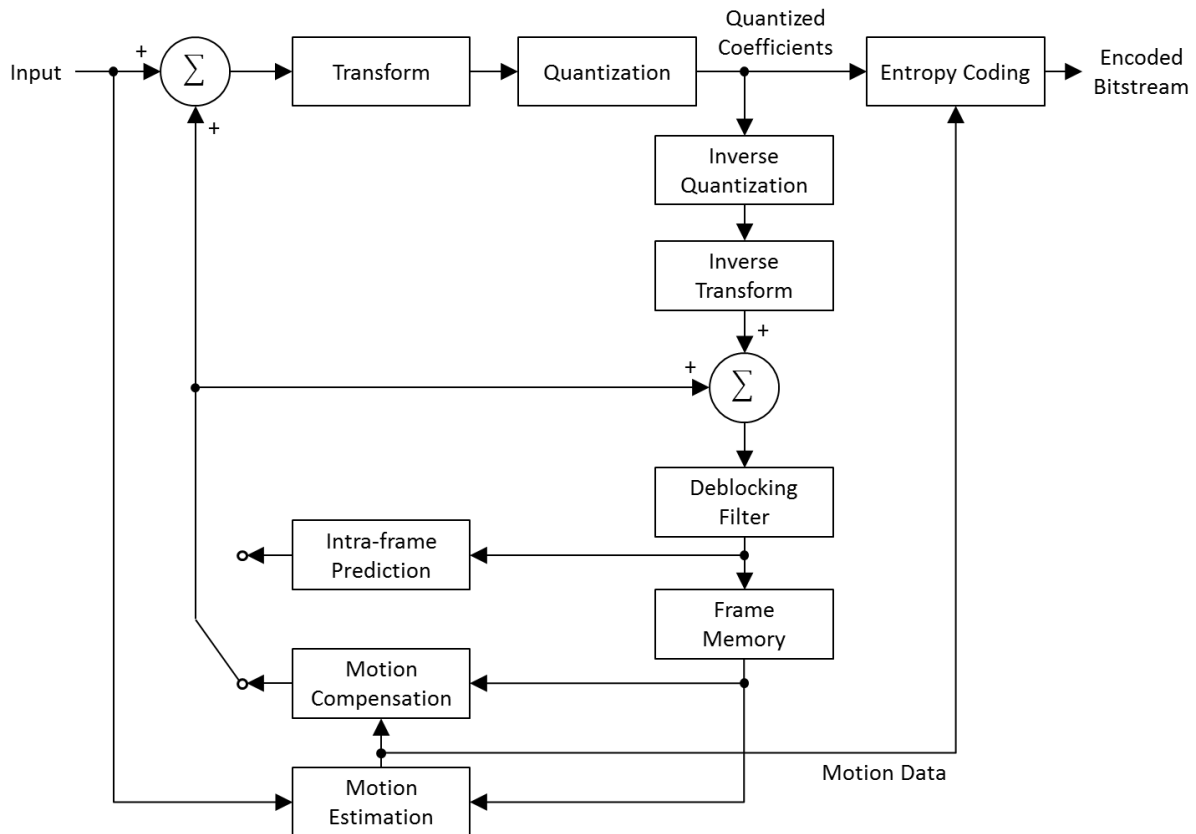 Quantized
Coefficients
+
Input
Σ
Transform
Quantization
Entropy Coding
Encoded
Bitstream
+
Inverse
Quantization
Inverse
Transform
+
+
Σ
Deblocking
Filter
Intra-frame
Prediction
Frame
Memory
Motion
Compensation
Motion Data
Motion
Estimation